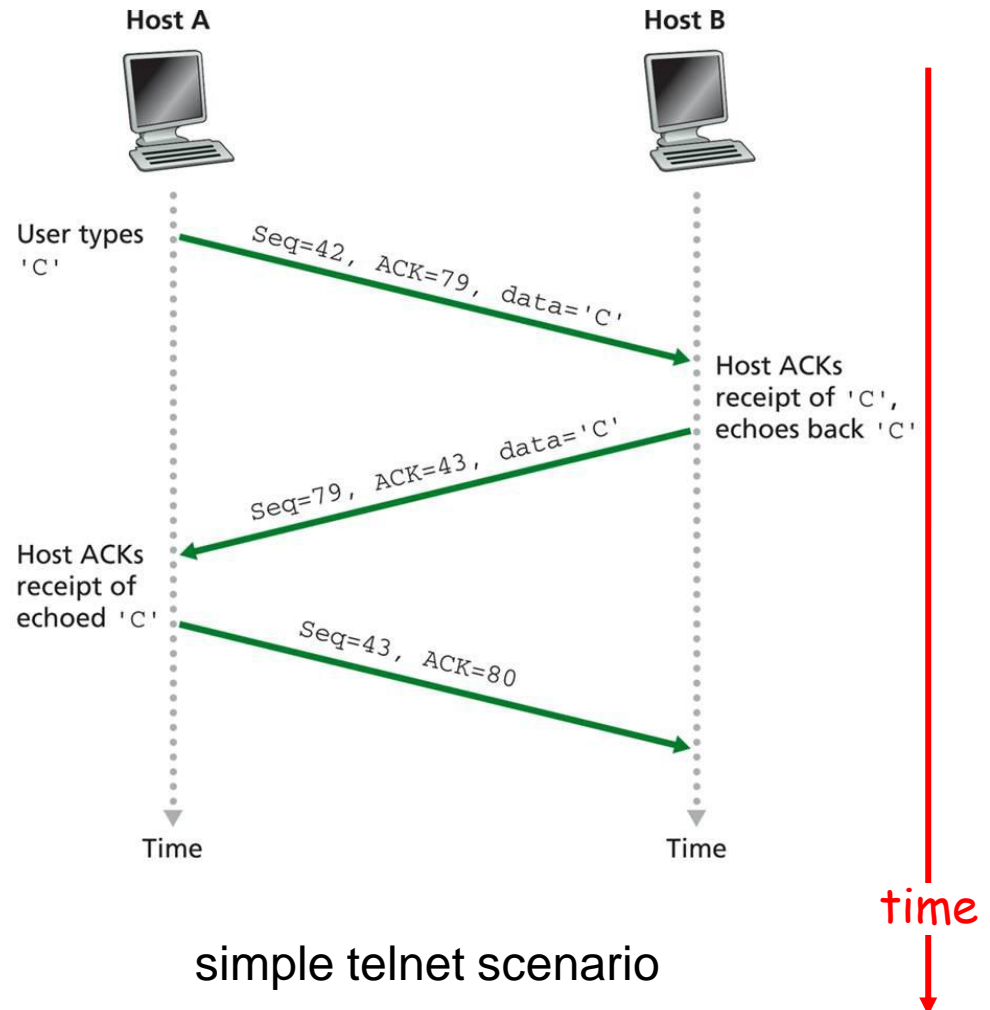 Host A
Host B
User types
'C'
Seq=42, ACK=79, data='C'
Host ACKs
receipt of 'C',
echoes back 'C'
Seq=79, ACK=43, data='C'
Host ACKs
receipt of
echoed 'C'
Seq=43, ACK=80
Time
Time
time
simple telnet scenario